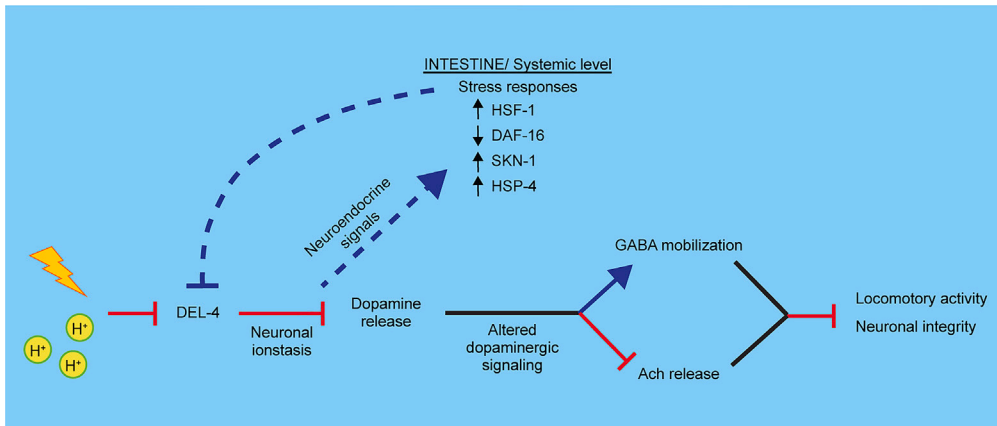 INTESTINE/ Systemic level
Stress responses
HSF-1
DAF-16
SKN-1
HSP-4
Neuroendocrine
signals
H⁺
H⁺
H⁺
DEL-4
Neuronal
ionstasis
Dopamine
release
Altered
dopaminergic
signaling
GABA mobilization
Ach release
Locomotory activity
Neuronal integrity